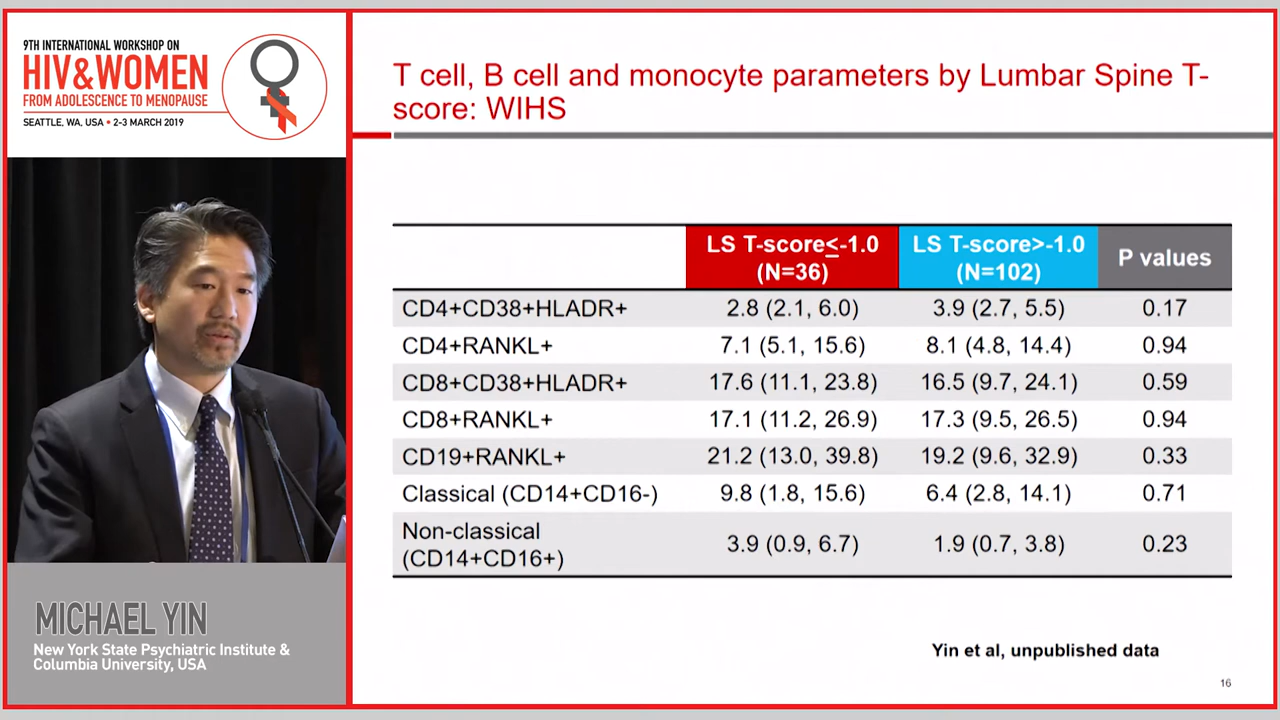 9TH INTERNATIONAL WORKSHOP ON
HIV&WOMEN
FROM ADOLESCENCE TO MENOPAUSE
SEATTLE, WA, USA • 2-3 MARCH 2019
MICHAEL YIN
New York State Psychiatric Institute &
Columbia University, USA
T cell, B cell and monocyte parameters by Lumbar Spine T-
score: WIHS
LS T-score≤-1.0 (N=36) LS T-score>-1.0 (N=102) P values
CD4+CD38+HLADR+ 2.8 (2.1, 6.0) 3.9 (2.7, 5.5) 0.17
CD4+RANKL+ 7.1 (5.1, 15.6) 8.1 (4.8, 14.4) 0.94
CD8+CD38+HLADR+ 17.6 (11.1, 23.8) 16.5 (9.7, 24.1) 0.59
CD8+RANKL+ 17.1 (11.2, 26.9) 17.3 (9.5, 26.5) 0.94
CD19+RANKL+ 21.2 (13.0, 39.8) 19.2 (9.6, 32.9) 0.33
Classical (CD14+CD16-) 9.8 (1.8, 15.6) 6.4 (2.8, 14.1) 0.71
Non-classical
(CD14+CD16+) 3.9 (0.9, 6.7) 1.9 (0.7, 3.8) 0.23
Yin et al, unpublished data
16